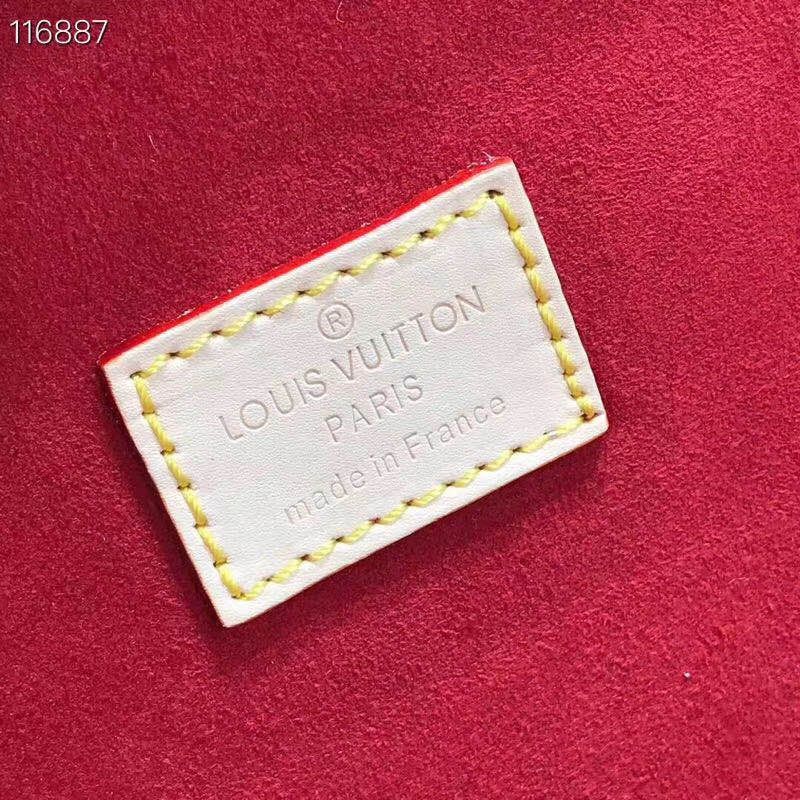 116887
®
LOUIS VUITTON
PARIS
made in France